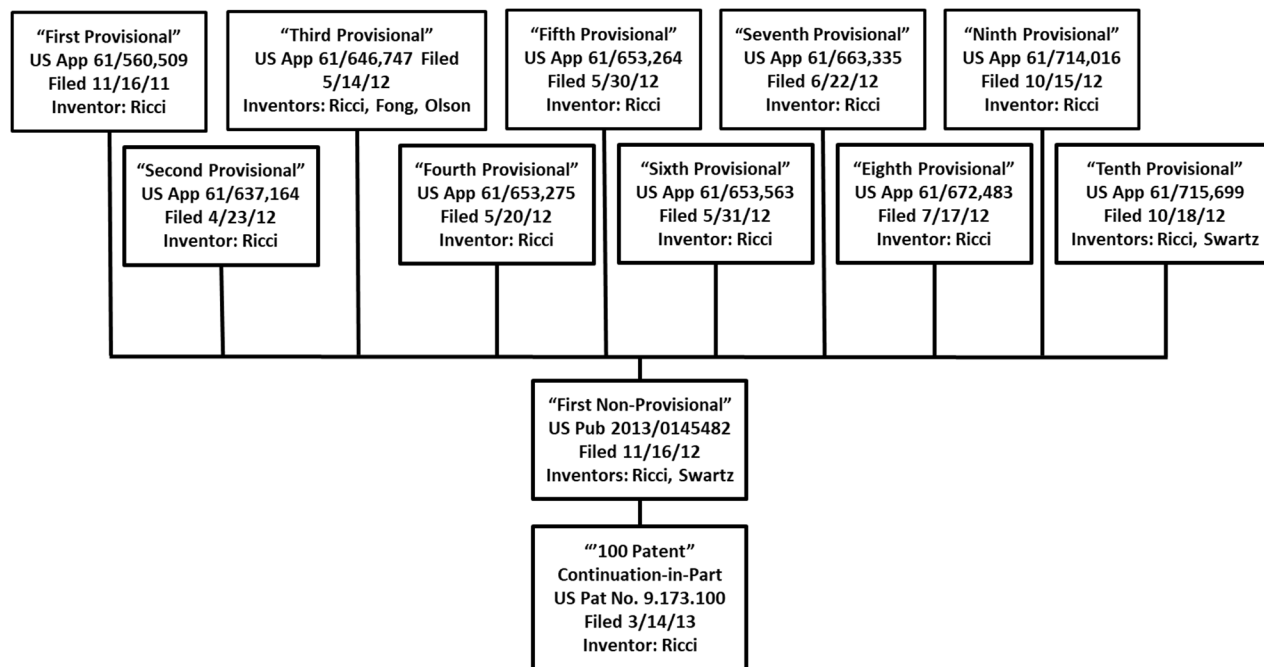 “First Provisional”
US App 61/560,509
Filed 11/16/11
Inventor: Ricci
“Third Provisional”
US App 61/646,747 Filed
5/14/12
Inventors: Ricci, Fong, Olson
“Fifth Provisional”
US App 61/653,264
Filed 5/30/12
Inventor: Ricci
“Seventh Provisional”
US App 61/663,335
Filed 6/22/12
Inventor: Ricci
“Ninth Provisional”
US App 61/714,016
Filed 10/15/12
Inventor: Ricci
“Second Provisional”
US App 61/637,164
Filed 4/23/12
Inventor: Ricci
“Fourth Provisional”
US App 61/653,275
Filed 5/20/12
Inventor: Ricci
“Sixth Provisional”
US App 61/653,563
Filed 5/31/12
Inventor: Ricci
“Eighth Provisional”
US App 61/672,483
Filed 7/17/12
Inventor: Ricci
“Tenth Provisional”
US App 61/715,699
Filed 10/18/12
Inventors: Ricci, Swartz
“First Non-Provisional”
US Pub 2013/0145482
Filed 11/16/12
Inventors: Ricci, Swartz
“’100 Patent”
Continuation-in-Part
US Pat No. 9.173.100
Filed 3/14/13
Inventor: Ricci